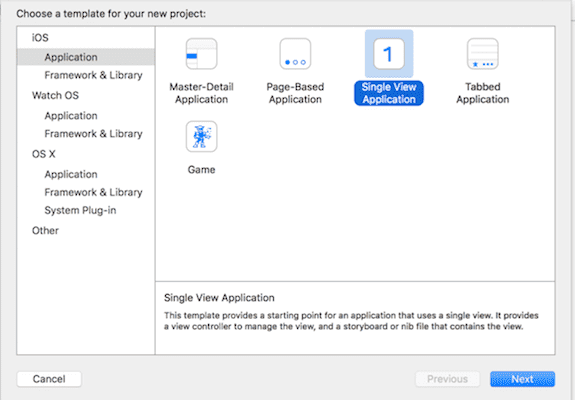 Choose a template for your new project:
iOS
Application
Framework & Library
Watch OS
Application
Framework & Library
OS X
Application
Framework & Library
System Plug-in
Other
Master-Detail
Application
Page-Based
Application
1
Single View
Application
Tabbed
Application
Game
Single View Application
This template provides a starting point for an application that uses a single view. It provides
a view controller to manage the view, and a storyboard or nib file that contains the view.
Cancel
Previous
Next